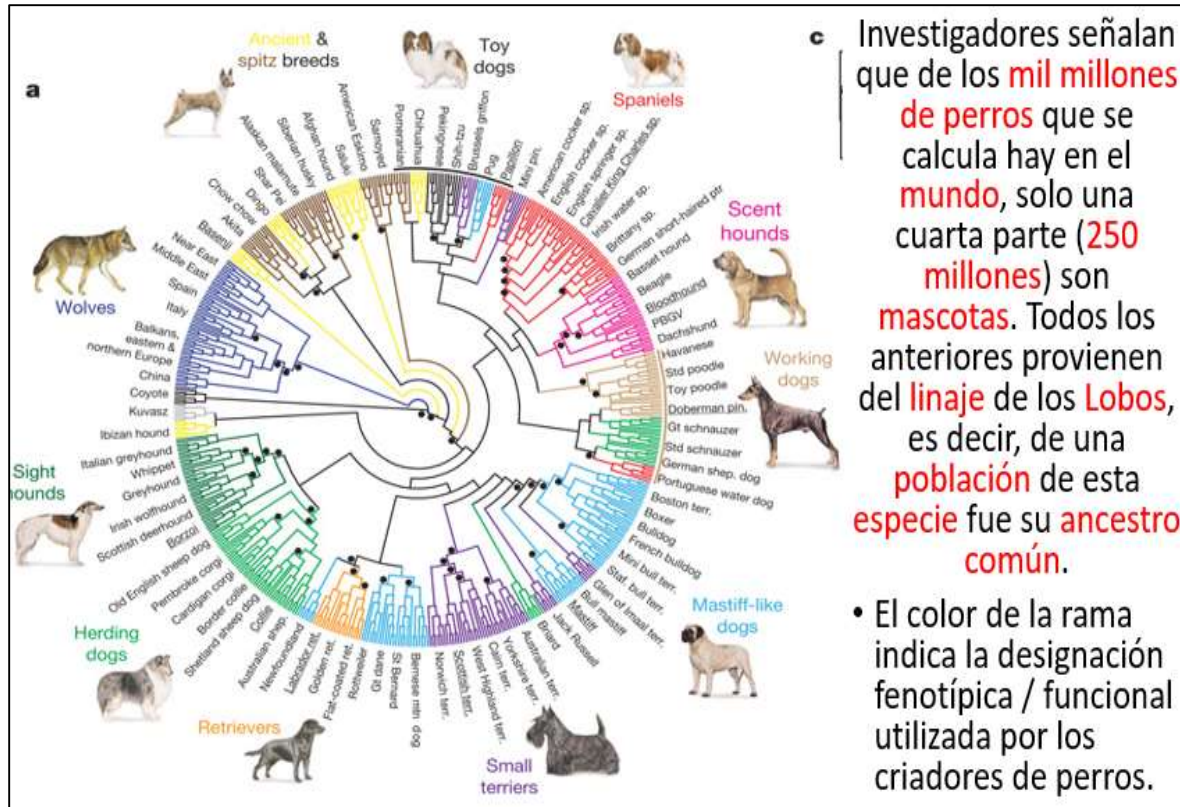 a
Ancient &
spitz breeds
Toy
dogs
Spaniels
Scent
hounds
Working
dogs
Mastiff-like
dogs
Small
terriers
Retrievers
Herding
dogs
Sight
hounds
Wolves
Basenji
Akita
Chow chow
Dingo
Shar Pei
Alaskan malamute
Siberian husky
Afghan hound
Saluki
American Eskimo
Samoyed
Pomeranian
Chihuahua
Pekingnese
Shih-tzu
Brussels griffon
Pug
Papillon
Mini pin.
American cocker sp.
English cocker sp.
English springer sp.
Cavalier King Charles sp.
Irish water sp.
Brittany sp.
German short-haired ptr
Basset hound
Beagle
Bloodhound
PBGV
Dachshund
Havanese
Std poodle
Toy poodle
Doberman pin.
Gt schnauzer
Std schnauzer
German shep. dog
Portuguese water dog
Boston terr.
Boxer
Bulldog
French bulldog
Mini bull terr.
Staf. bull terr.
Glen of Imaal terr.
Bull mastiff
Mastiff
Jack Russell
Briard
Australian terr.
Yorkshire terr.
Cairn terr.
West Highland terr.
Scottish terr.
Norwich terr.
Bernese mtn dog
St Bernard
Gt dane
Rottweiler
Flat-coated ret.
Golden ret.
Labrador ret.
Newfoundland
Australian shep.
Collie
Shetland sheep dog
Border collie
Cardigan corgi
Pembroke corgi
Old English sheep dog
Borzoi
Scottish deerhound
Irish wolfhound
Greyhound
Whippet
Italian greyhound
Ibizan hound
Kuvasz
Coyote
China
Balkans,
eastern &
northern Europe
Italy
Spain
Middle East
Near East
c
Investigadores señalan
que de los mil millones
de perros que se
calcula hay en el
mundo, solo una
cuarta parte (250
millones) son
mascotas. Todos los
anteriores provienen
del linaje de los Lobos,
es decir, de una
población de esta
especie fue su ancestro
común.
• El color de la rama
indica la designación
fenotípica / funcional
utilizada por los
criadores de perros.